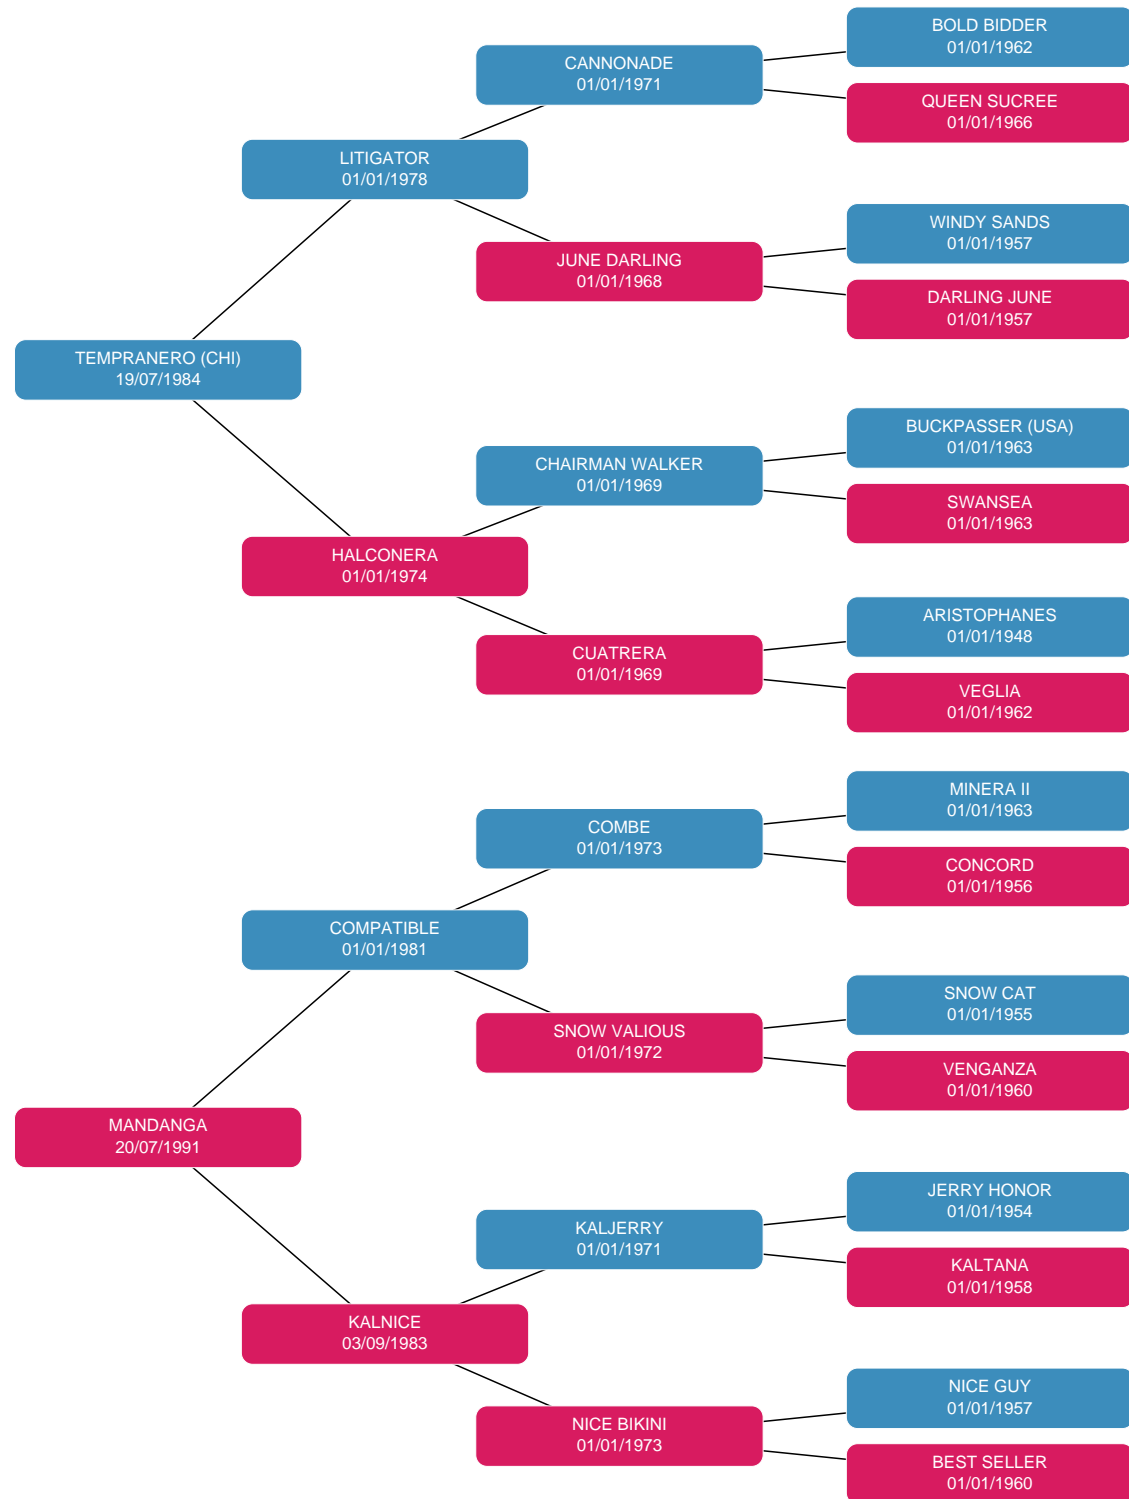 BOLD BIDDER
01/01/1962
CANNONADE
01/01/1971
QUEEN SUCREE
01/01/1966
LITIGATOR
01/01/1978
WINDY SANDS
01/01/1957
JUNE DARLING
01/01/1968
DARLING JUNE
01/01/1957
TEMPRANERO (CHI)
19/07/1984
BUCKPASSER (USA)
01/01/1963
CHAIRMAN WALKER
01/01/1969
SWANSEA
01/01/1963
HALCONERA
01/01/1974
ARISTOPHANES
01/01/1948
CUATRERA
01/01/1969
VEGLIA
01/01/1962
MINERA II
01/01/1963
COMBE
01/01/1973
CONCORD
01/01/1956
COMPATIBLE
01/01/1981
SNOW CAT
01/01/1955
SNOW VALIOUS
01/01/1972
VENGANZA
01/01/1960
MANDANGA
20/07/1991
JERRY HONOR
01/01/1954
KALJERRY
01/01/1971
KALTANA
01/01/1958
KALNICE
03/09/1983
NICE GUY
01/01/1957
NICE BIKINI
01/01/1973
BEST SELLER
01/01/1960